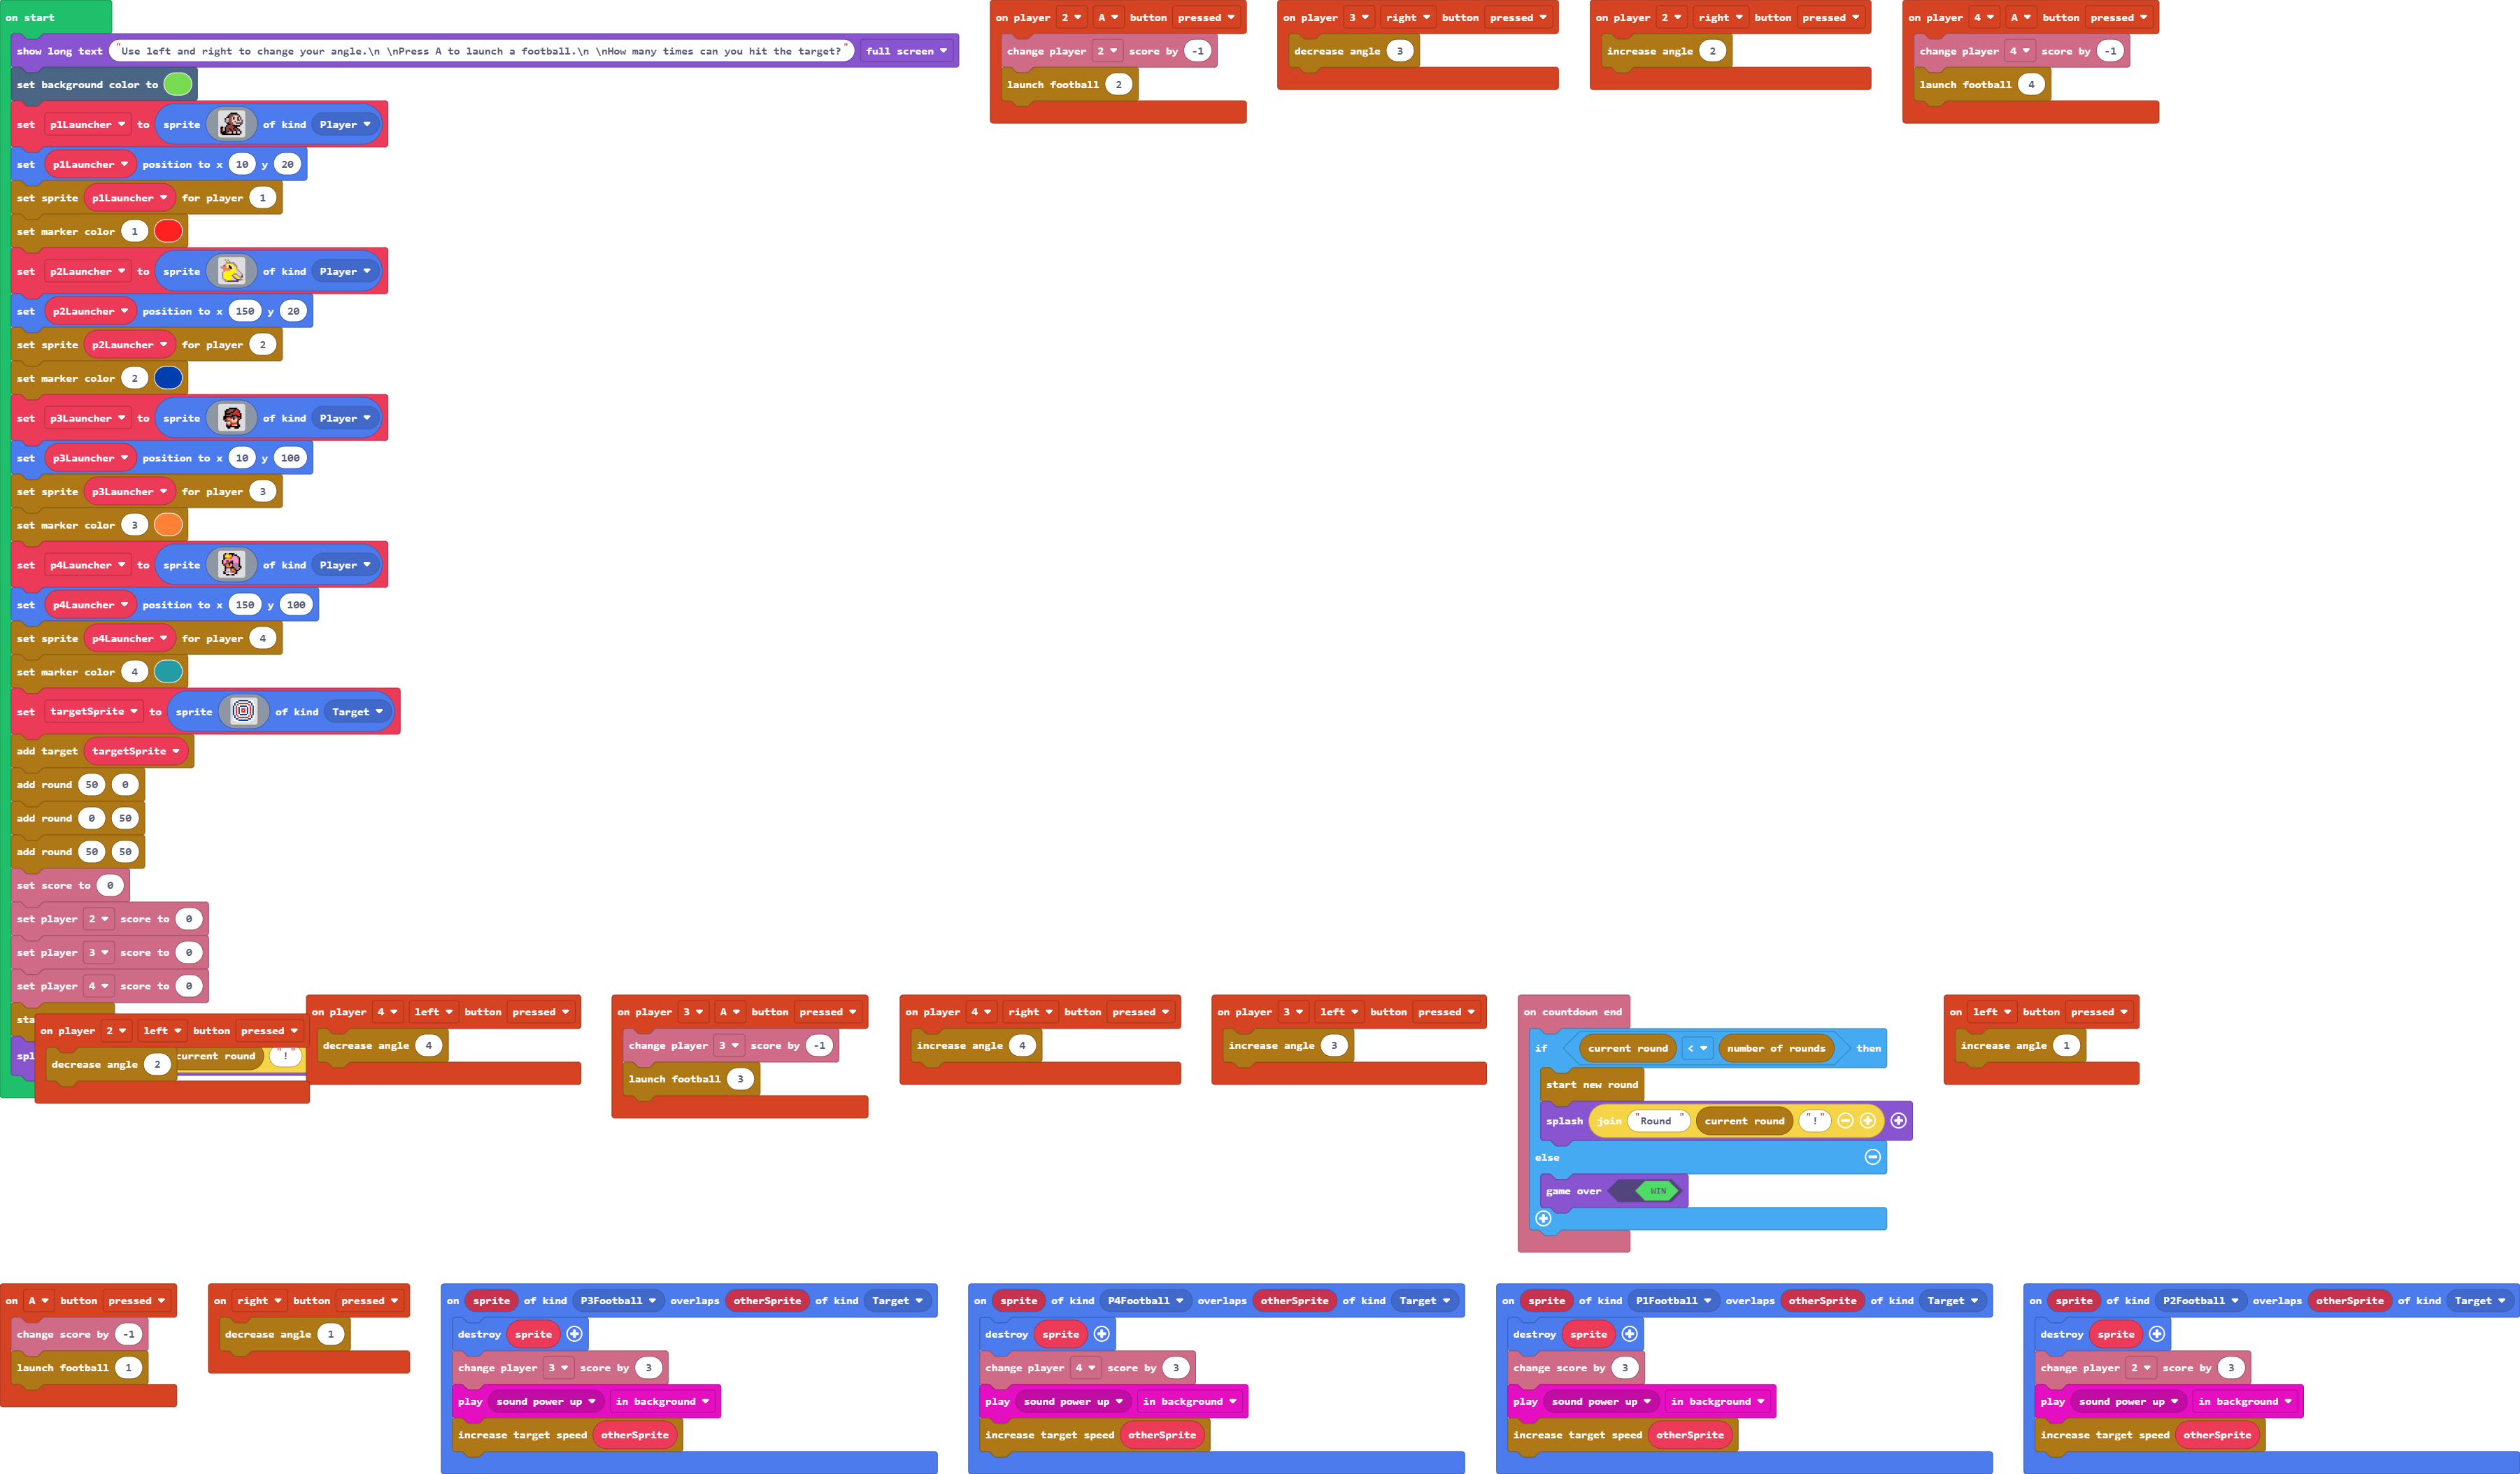 on start
show long text "Use left and right to change your angle.\n \nPress A to launch a football.\n \nHow many times can you hit the target?" full screen
set background color to
set p1Launcher to sprite of kind Player
set p1Launcher position to x 10 y 20
set sprite p1Launcher for player 1
set marker color 1
set p2Launcher to sprite of kind Player
set p2Launcher position to x 150 y 20
set sprite p2Launcher for player 2
set marker color 2
set p3Launcher to sprite of kind Player
set p3Launcher position to x 10 y 100
set sprite p3Launcher for player 3
set marker color 3
set p4Launcher to sprite of kind Player
set p4Launcher position to x 150 y 100
set sprite p4Launcher for player 4
set marker color 4
set targetSprite to sprite of kind Target
add target targetSprite
add round 50 0
add round 0 50
add round 50 50
set score to 0
set player 2 score to 0
set player 3 score to 0
set player 4 score to 0
current round "!"
on player 2 A button pressed
change player 2 score by -1
launch football 2
on player 3 right button pressed
decrease angle 3
on player 2 right button pressed
increase angle 2
on player 4 A button pressed
change player 4 score by -1
launch football 4
on player 2 left button pressed
decrease angle 2
on player 4 left button pressed
decrease angle 4
on player 3 A button pressed
change player 3 score by -1
launch football 3
on player 4 right button pressed
increase angle 4
on player 3 left button pressed
increase angle 3
on countdown end
if current round < number of rounds then
start new round
splash join "Round " current round "!"
else
game over WIN
on left button pressed
increase angle 1
on A button pressed
change score by -1
launch football 1
on right button pressed
decrease angle 1
on sprite of kind P3Football overlaps otherSprite of kind Target
destroy sprite
change player 3 score by 3
play sound power up in background
increase target speed otherSprite
on sprite of kind P4Football overlaps otherSprite of kind Target
destroy sprite
change player 4 score by 3
play sound power up in background
increase target speed otherSprite
on sprite of kind P1Football overlaps otherSprite of kind Target
destroy sprite
change score by 3
play sound power up in background
increase target speed otherSprite
on sprite of kind P2Football overlaps otherSprite of kind Target
destroy sprite
change player 2 score by 3
play sound power up in background
increase target speed otherSprite